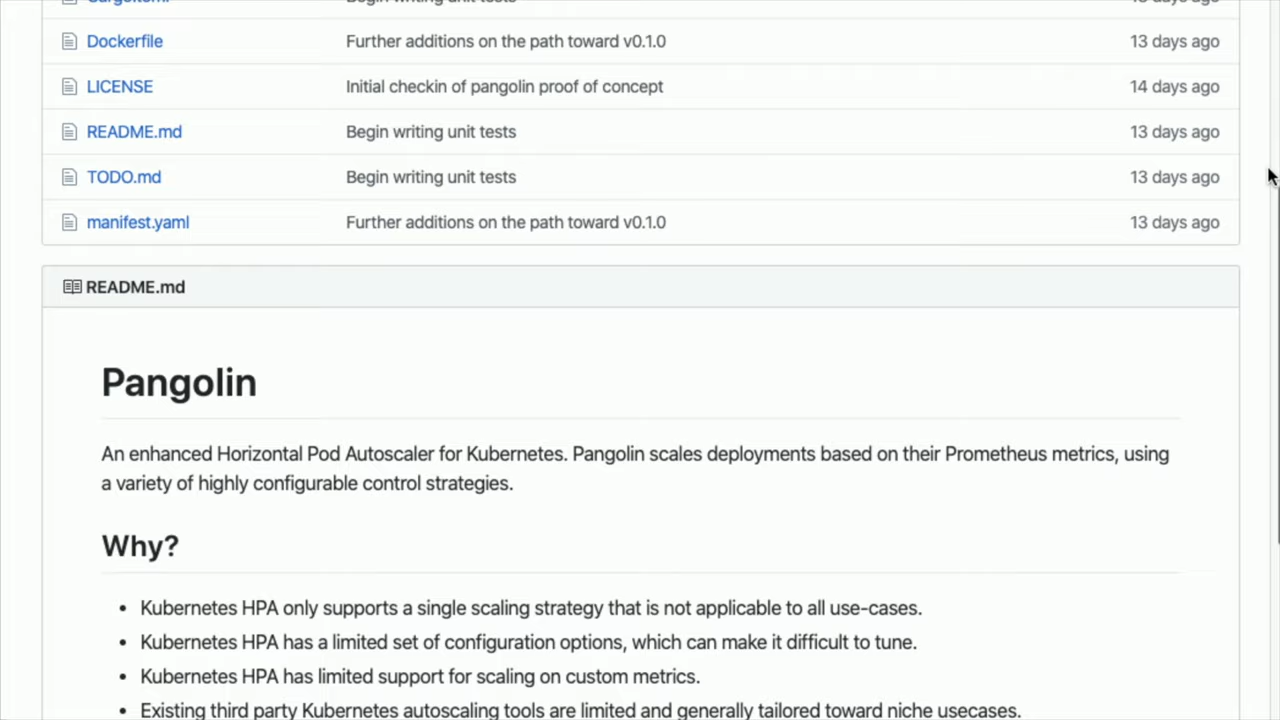 Dockerfile Further additions on the path toward v0.1.0 13 days ago
LICENSE Initial checkin of pangolin proof of concept 14 days ago
README.md Begin writing unit tests 13 days ago
TODO.md Begin writing unit tests 13 days ago
manifest.yaml Further additions on the path toward v0.1.0 13 days ago
README.md
Pangolin
An enhanced Horizontal Pod Autoscaler for Kubernetes. Pangolin scales deployments based on their Prometheus metrics, using
a variety of highly configurable control strategies.
Why?
• Kubernetes HPA only supports a single scaling strategy that is not applicable to all use-cases.
• Kubernetes HPA has a limited set of configuration options, which can make it difficult to tune.
• Kubernetes HPA has limited support for scaling on custom metrics.
• Existing third party Kubernetes autoscaling tools are limited and generally tailored toward niche usecases.